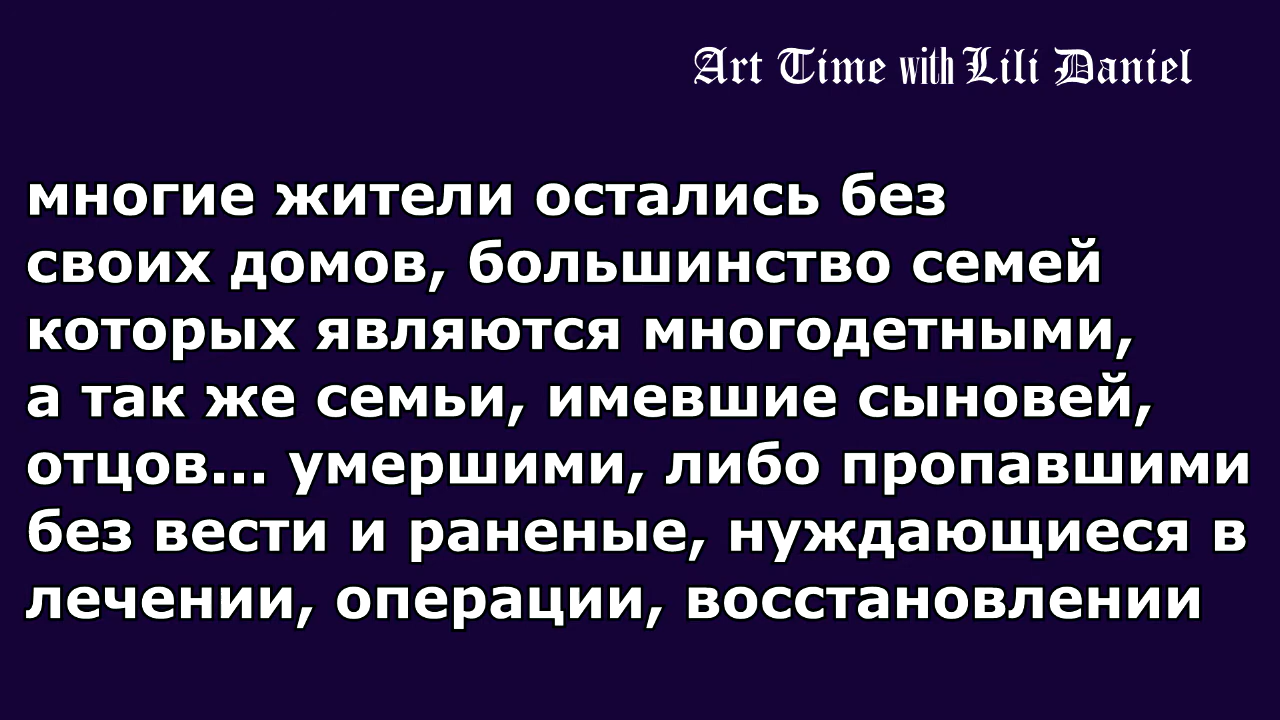 Art Time with Lili Daniel
многие жители остались без
своих домов, большинство семей
которых являются многодетными,
а так же семьи, имевшие сыновей,
отцов... умершими, либо пропавшими
без вести и раненые, нуждающиеся в
лечении, операции, восстановлении